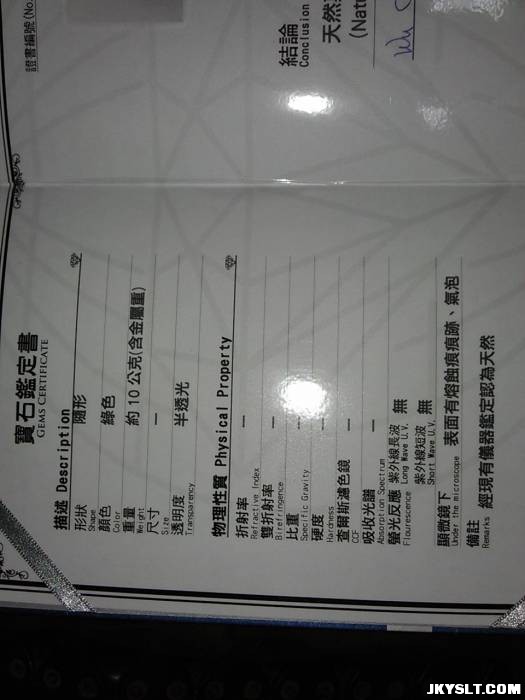 寶石鑑定書
GEMS CERTIFICATE
描述 Description
形狀 隨形
Shape
顏色 綠色
Color
重量 約10公克(含金屬重)
Weight
尺寸 —
Size
透明度 半透光
Transparency
物理性質 Physical Property
折射率 —
Refractive Index
雙折射率 —
Birefringence
比重 —
Specific Gravity
硬度 —
Hardness
查爾斯濾色鏡 —
CCF
吸收光譜 —
Absorption Spectrum
螢光反應 紫外線長波 無
Flourescence Long Wave U.V.
紫外線短波 無
Short Wave U.V.
顯微鏡下 表面有熔蝕痕痕跡、氣泡
Under the microscope
備註 經現有儀器鑑定認為天然
Remarks
證書編號(No.
結論
Conclusion
天然
(Nat
JKYSLT.COM